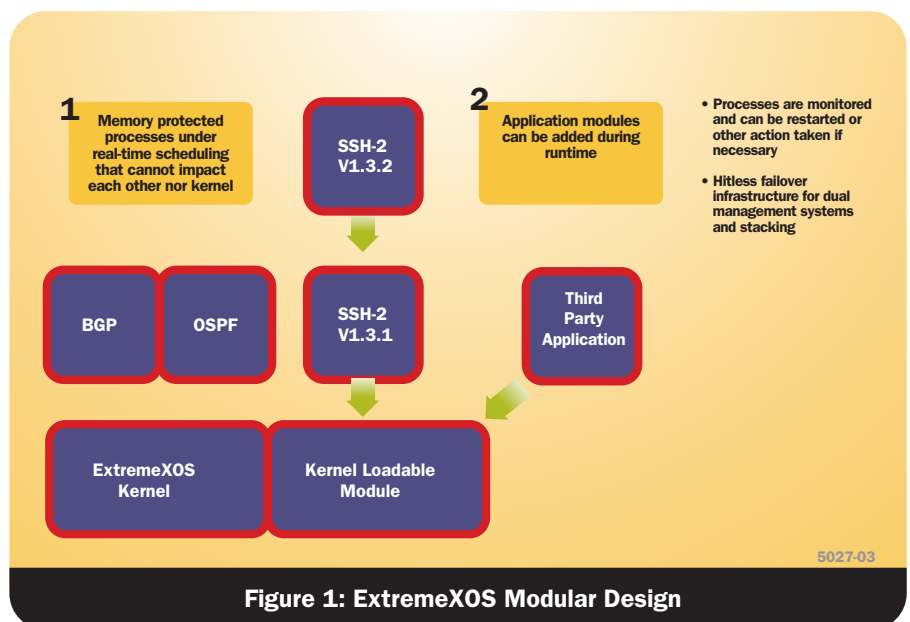 1
Memory protected
processes under
real-time scheduling
that cannot impact
each other nor kernel
SSH-2
V1.3.2
2
Application modules
can be added during
runtime
• Processes are monitored
and can be restarted or
other action taken if
necessary
• Hitless failover
infrastructure for dual
management systems
and stacking
BGP
OSPF
SSH-2
V1.3.1
Third
Party
Application
ExtremeXOS
Kernel
Kernel Loadable
Module
5027-03
Figure 1: ExtremeXOS Modular Design